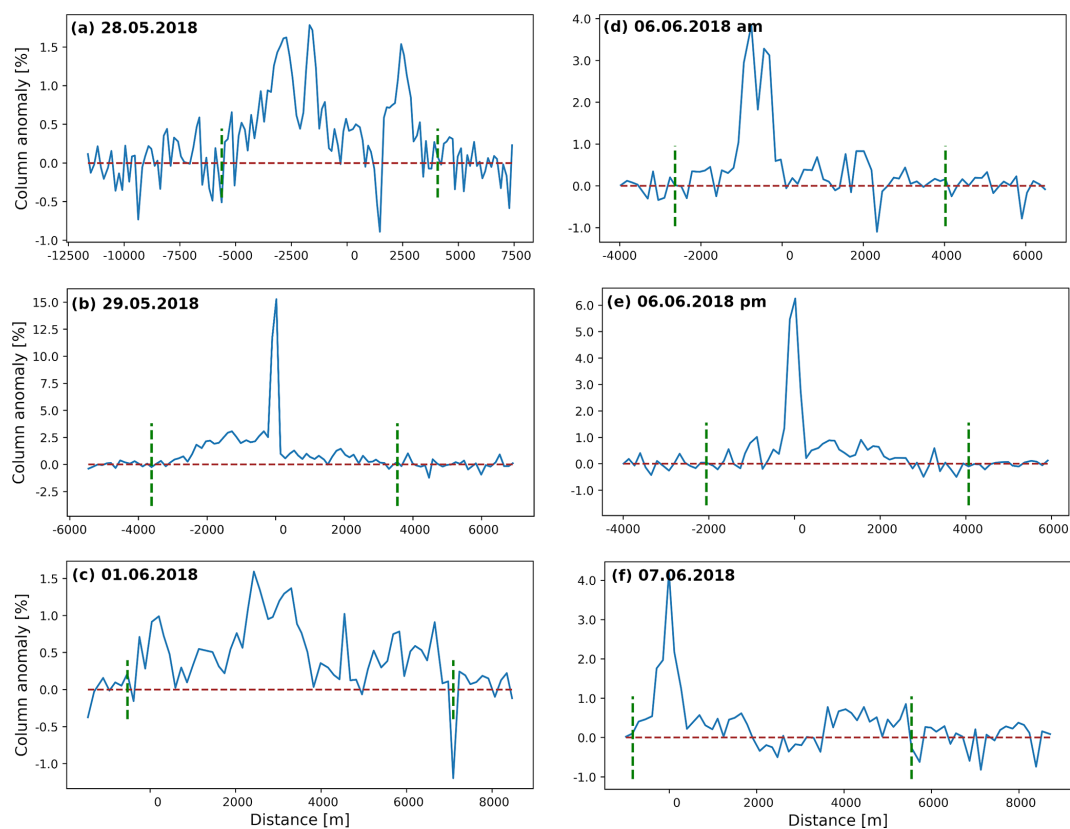 (a) 28.05.2018
Column anomaly [%]
1.5
1.0
0.5
0.0
-0.5
-1.0
-12500 -10000 -7500 -5000 -2500 0 2500 5000 7500
(d) 06.06.2018 am
4.0
3.0
2.0
1.0
0.0
-1.0
-4000 -2000 0 2000 4000 6000
(b) 29.05.2018
Column anomaly [%]
15.0
12.5
10.0
7.5
5.0
2.5
0.0
-2.5
-6000 -4000 -2000 0 2000 4000 6000
(e) 06.06.2018 pm
6.0
5.0
4.0
3.0
2.0
1.0
0.0
-1.0
-4000 -2000 0 2000 4000 6000
(c) 01.06.2018
Column anomaly [%]
1.5
1.0
0.5
0.0
-0.5
-1.0
0 2000 4000 6000 8000
Distance [m]
(f) 07.06.2018
4.0
3.0
2.0
1.0
0.0
-1.0
0 2000 4000 6000 8000
Distance [m]